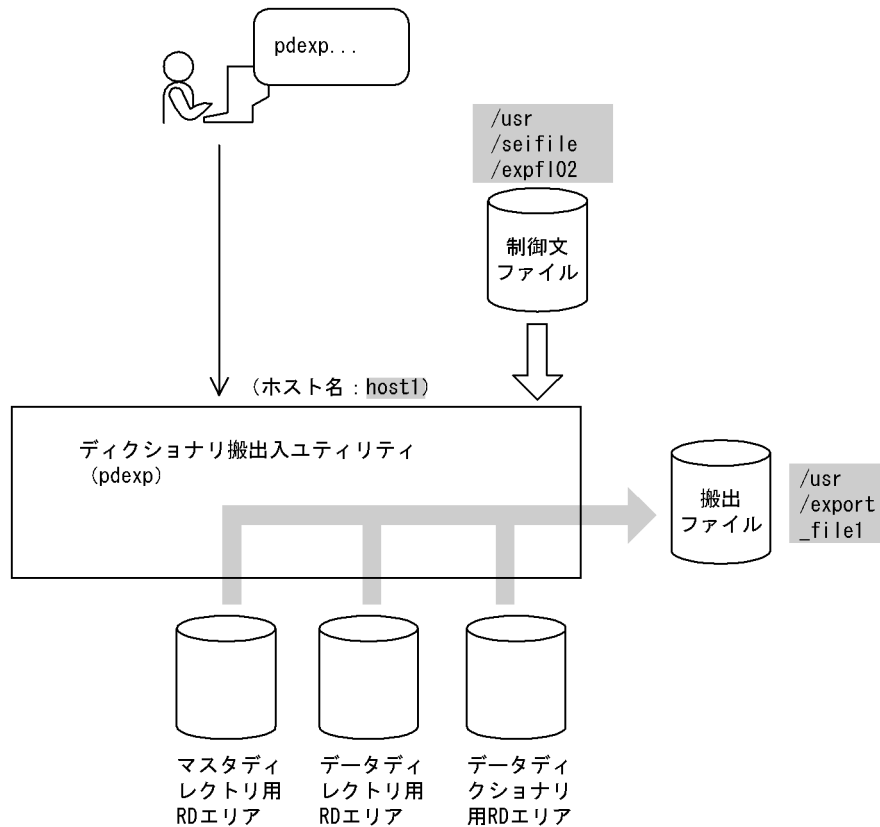 pdexp...
/usr
/seifile
/expfl02
制御文
ファイル
（ホスト名：host1）
ディクショナリ搬出入ユティリティ
（pdexp）
搬出
ファイル
/usr
/export
_file1
マスタディ
レクトリ用
RDエリア
データディ
レクトリ用
RDエリア
データディ
クショナリ
用RDエリア